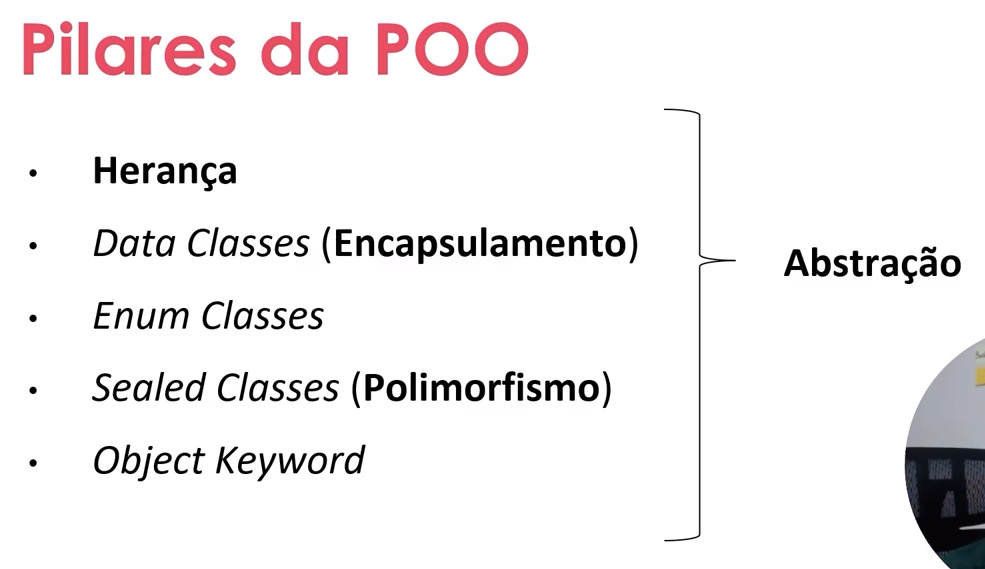 Pilares da POO
• Herança
• Data Classes (Encapsulamento)
• Enum Classes
• Sealed Classes (Polimorfismo)
• Object Keyword
Abstração